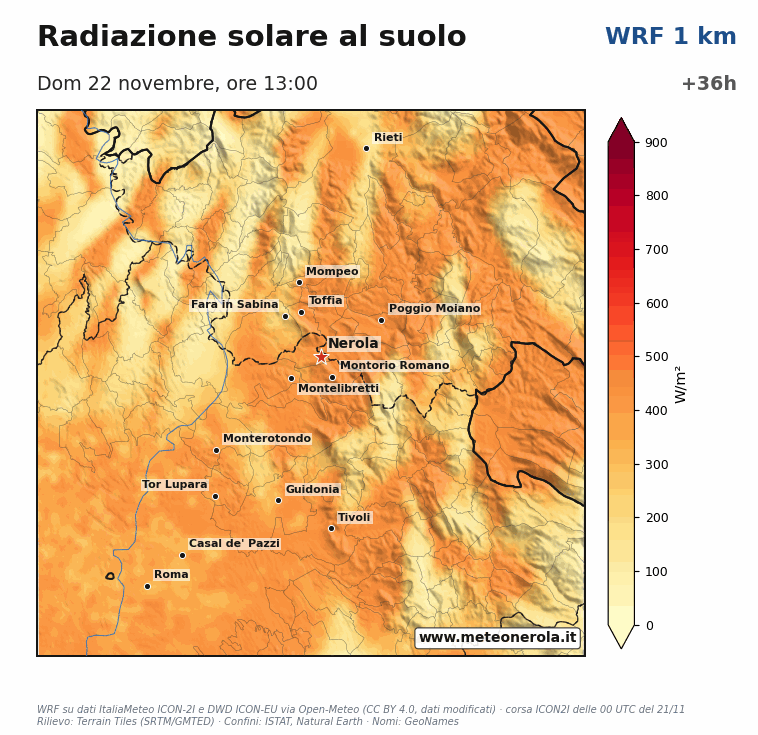 Radiazione solare al suolo
WRF 1 km
Dom 22 novembre, ore 13:00
+36h
Rieti
Mompeo
Toffia
Fara in Sabina
Poggio Moiano
Nerola
Montorio Romano
Montelibretti
Monterotondo
Tor Lupara
Guidonia
Tivoli
Casal de' Pazzi
Roma
www.meteonerola.it
900
800
700
600
500
400
300
200
100
0
W/m²
WRF su dati ItaliaMeteo ICON-2I e DWD ICON-EU via Open-Meteo (CC BY 4.0, dati modificati) · corsa ICON2I delle 00 UTC del 21/11
Rilievo: Terrain Tiles (SRTM/GMTED) · Confini: ISTAT, Natural Earth · Nomi: GeoNames